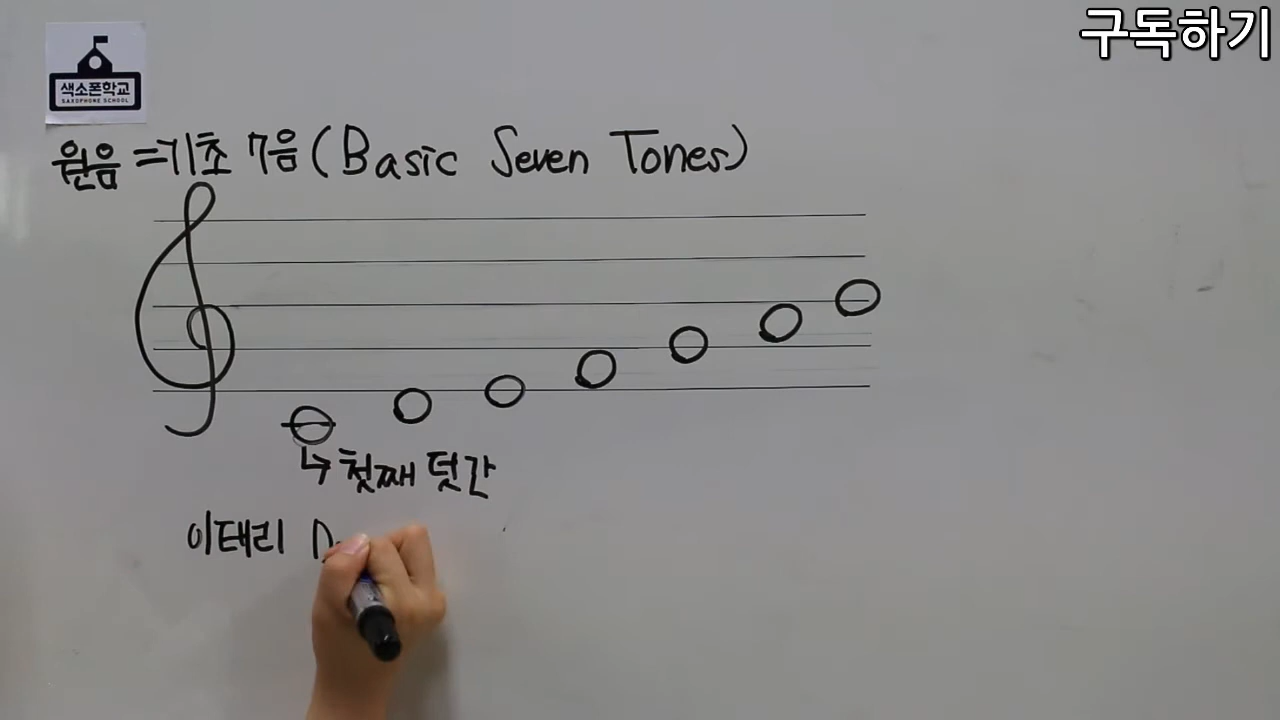 구독하기
색소폰학교
SAXOPHONE SCHOOL
원음 =기초 7음(Basic Seven Tones)
↳ 첫째 덧간
이태리 D